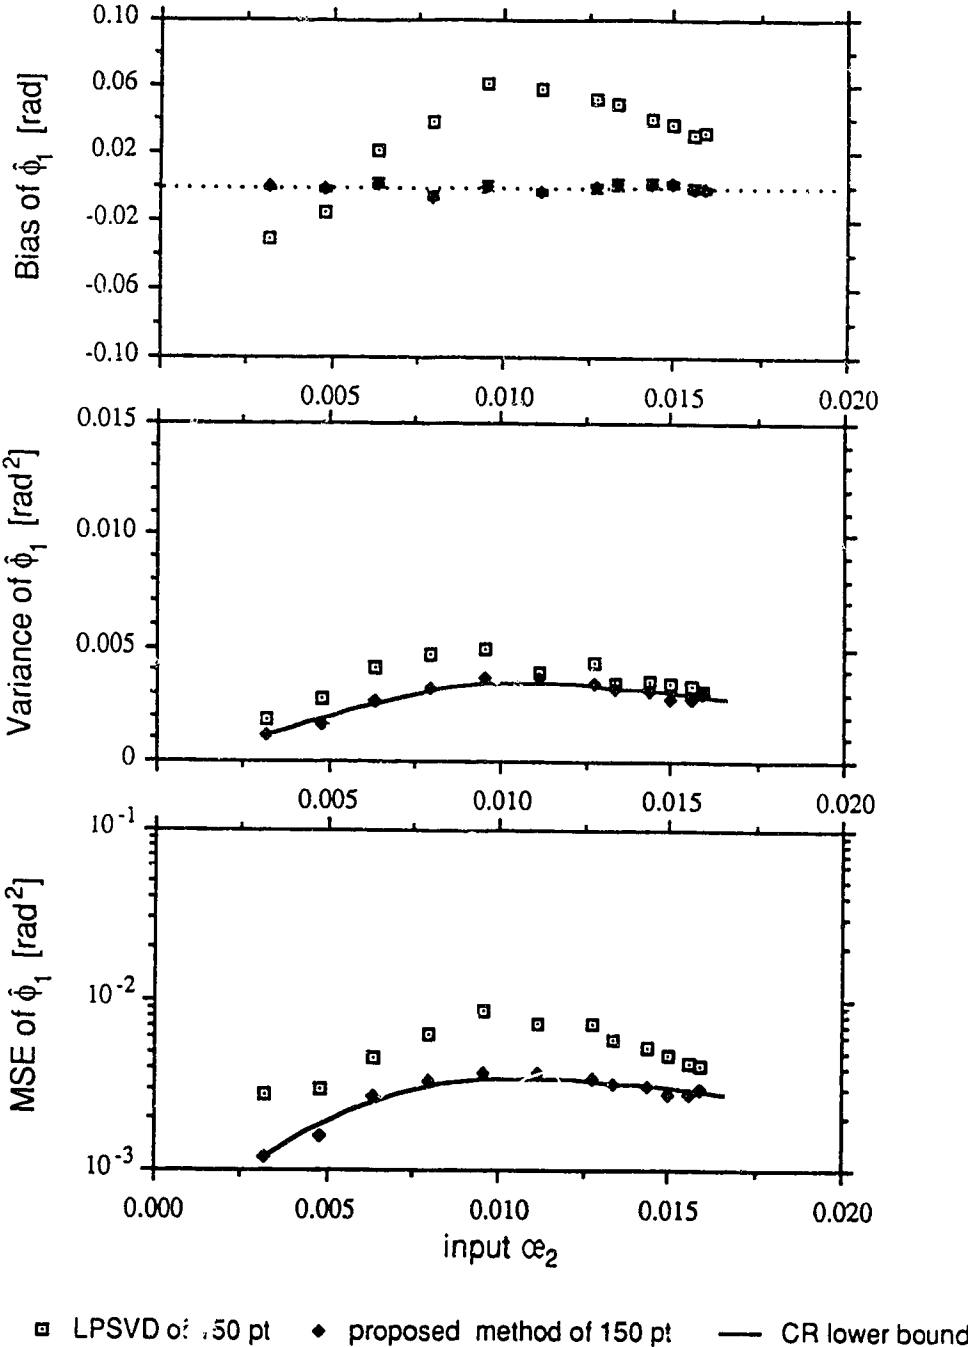 0.10
0.06
0.02
-0.02
-0.06
-0.10
Bias of φ̂1 [rad]
0.005 0.010 0.015 0.020
0.015
0.010
0.005
0
Variance of φ̂1 [rad2]
0.005 0.010 0.015 0.020
10-1
10-2
10-3
MSE of φ̂1 [rad2]
0.000 0.005 0.010 0.015 0.020
input œ2
LPSVD pt proposed method of 150 pt CR lower bound